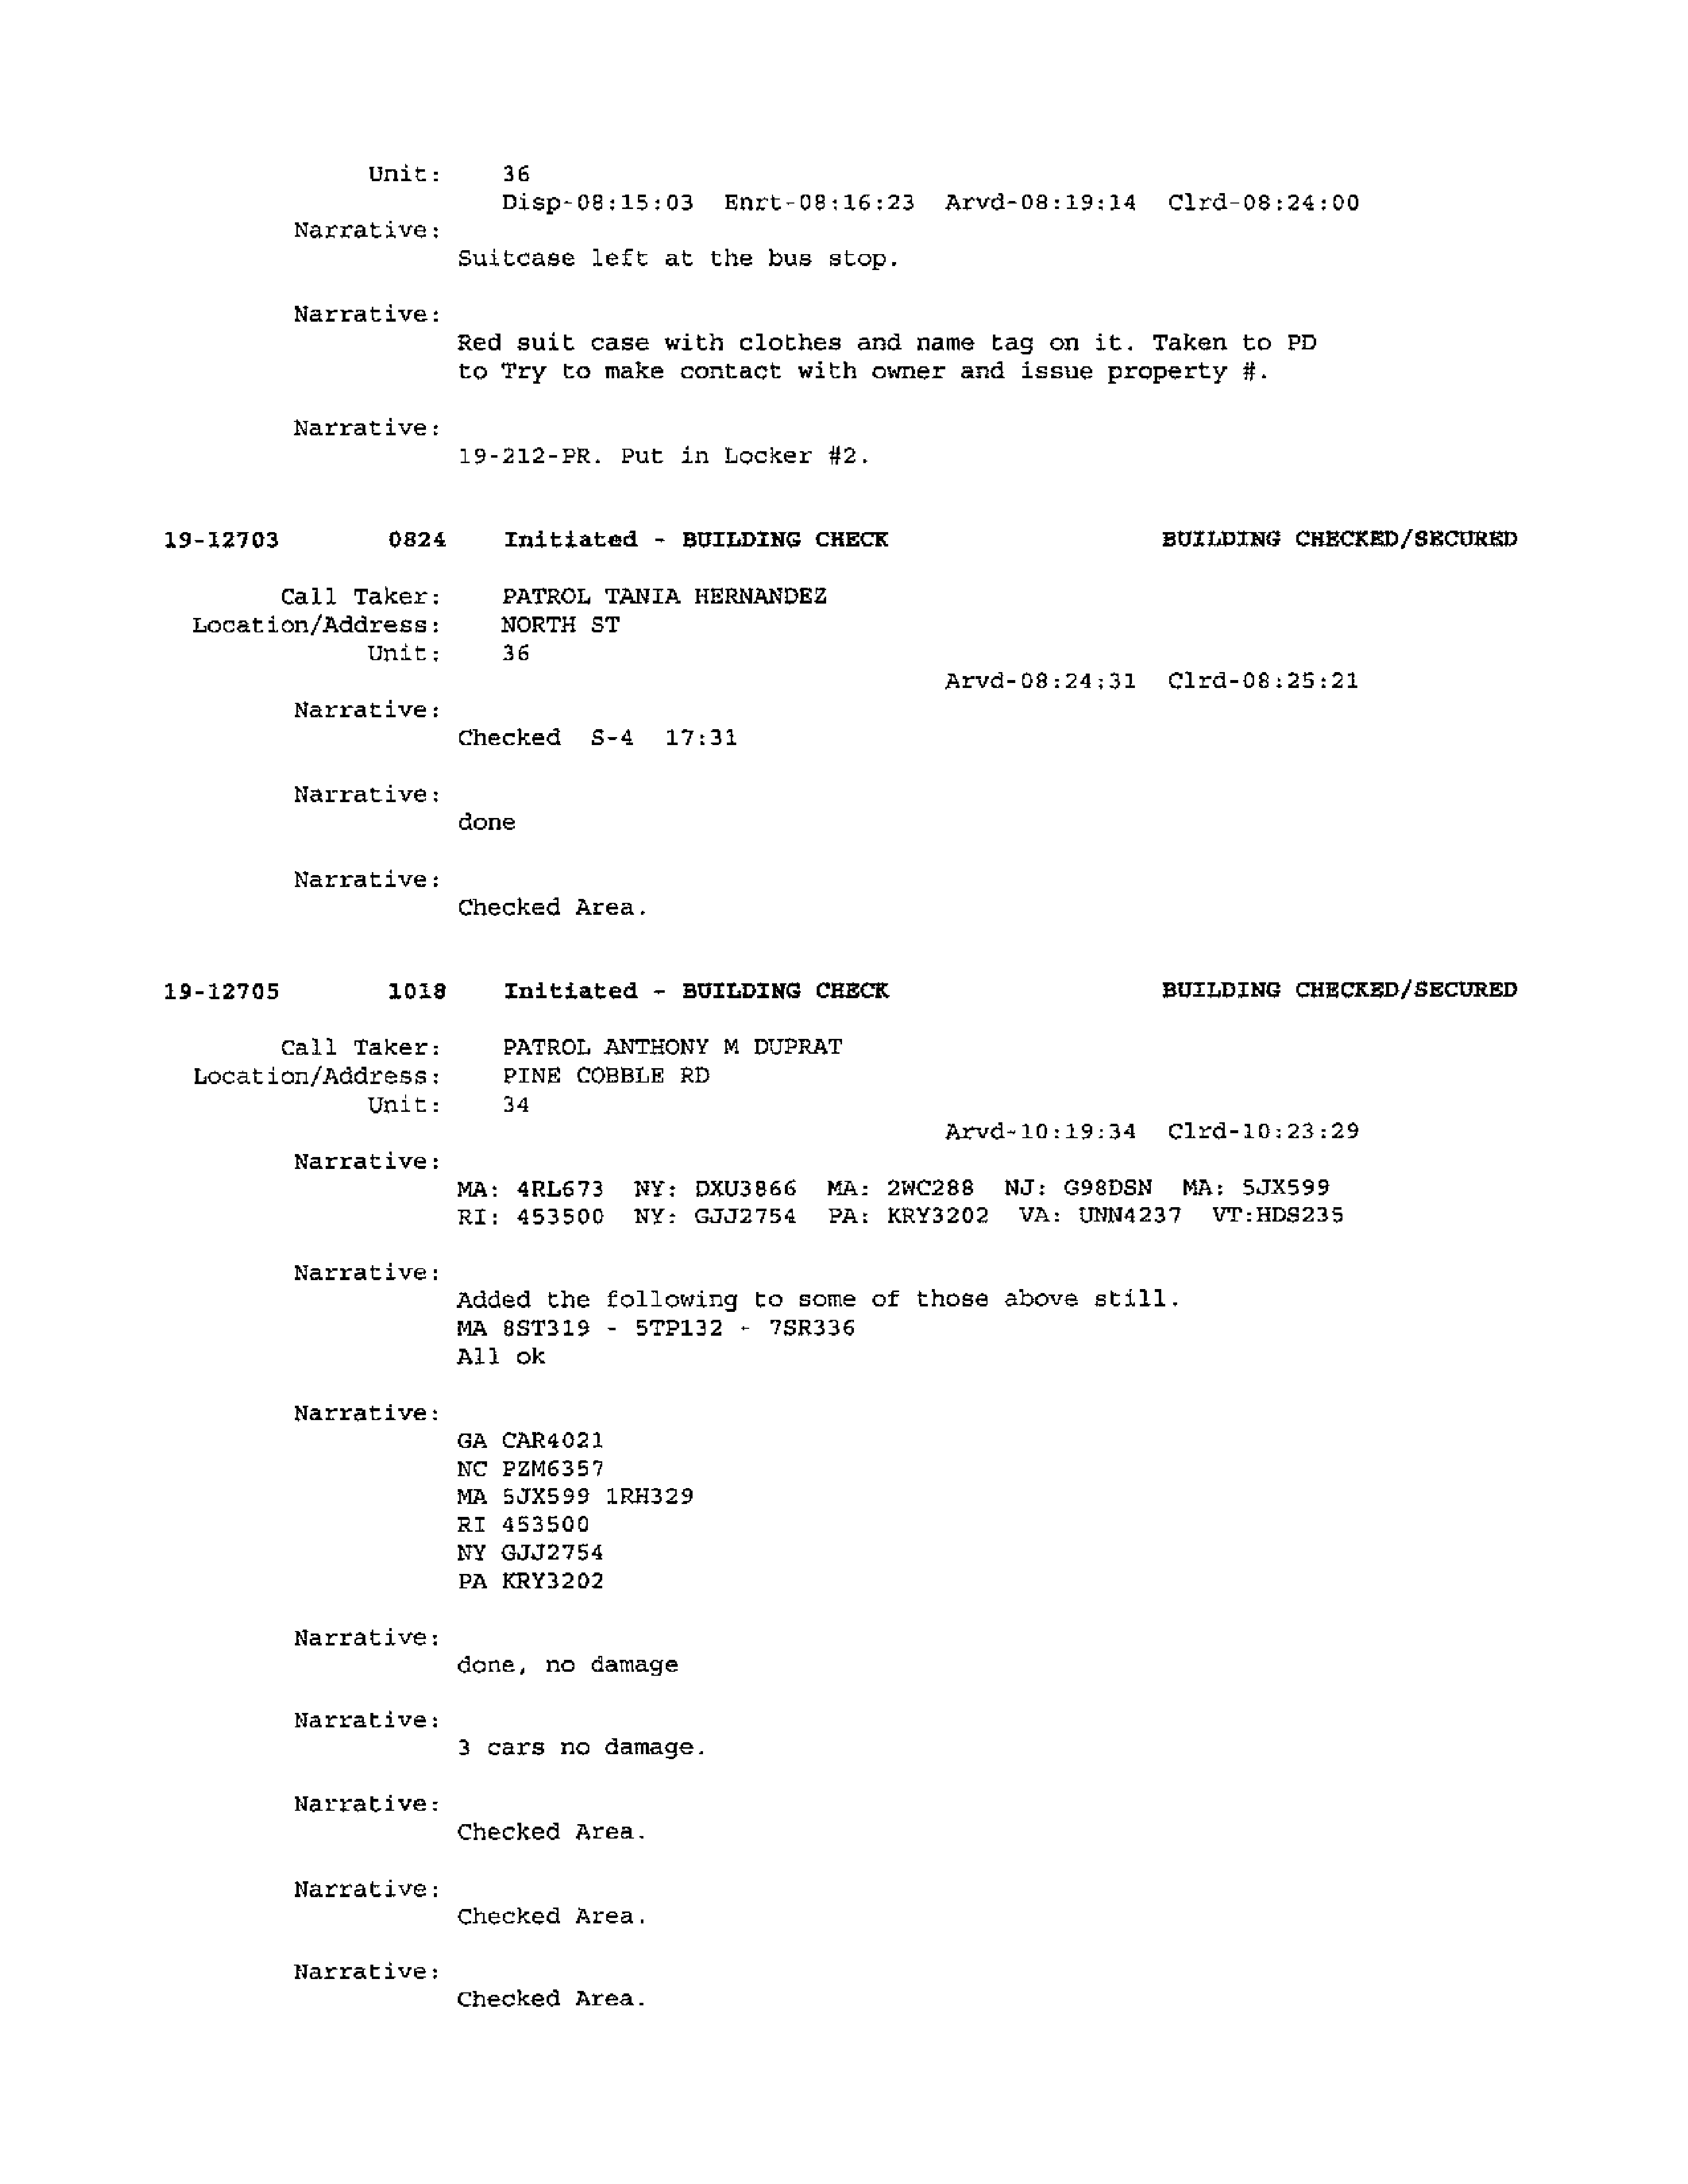 Unit: 36
Disp-08:15:03 Enrt-08:16:23 Arvd-08:19:14 Clrd-08:24:00
Narrative:
Suitcase left at the bus stop.
Narrative:
Red suit case with clothes and name tag on it. Taken to PD
to Try to make contact with owner and issue property #.
Narrative:
19-212-PR. Put in Locker #2.
19-12703 0824 Initiated - BUILDING CHECK BUILDING CHECKED/SECURED
Call Taker: PATROL TANIA HERNANDEZ
Location/Address: NORTH ST
Unit: 36
Arvd-08:24:31 Clrd-08:25:21
Narrative:
Checked S-4 17:31
Narrative:
done
Narrative:
Checked Area.
19-12705 1018 Initiated - BUILDING CHECK BUILDING CHECKED/SECURED
Call Taker: PATROL ANTHONY M DUPRAT
Location/Address: PINE COBBLE RD
Unit: 34
Arvd-10:19:34 Clrd-10:23:29
Narrative:
MA: 4RL673 NY: DXU3866 MA: 2WC288 NJ: G98DSN MA: 5JX599
RI: 453500 NY: GJJ2754 PA: KRY3202 VA: UNN4237 VT:HDS235
Narrative:
Added the following to some of those above still.
MA 8ST319 - 5TP132 - 7SR336
All ok
Narrative:
GA CAR4021
NC PZM6357
MA 5JX599 1RH329
RI 453500
NY GJJ2754
PA KRY3202
Narrative:
done, no damage
Narrative:
3 cars no damage.
Narrative:
Checked Area.
Narrative:
Checked Area.
Narrative:
Checked Area.